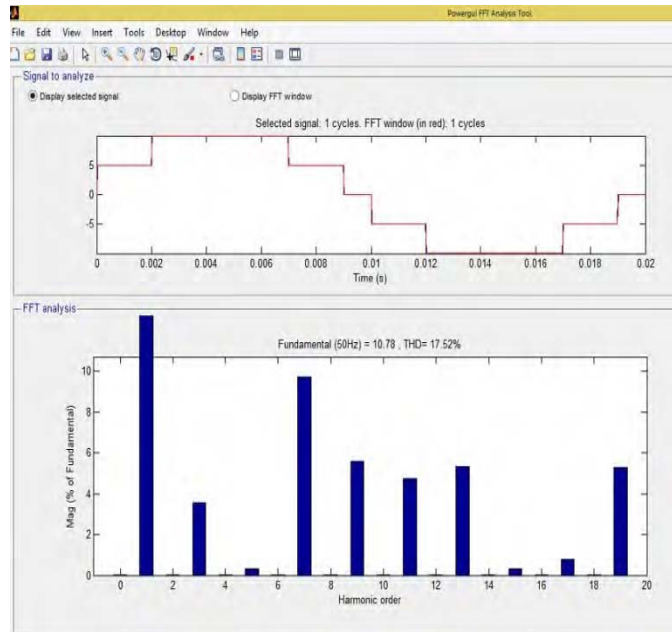 Powergui FFT Analysis Tool
File Edit View Insert Tools Desktop Window Help
Signal to analyze
Display selected signal
Display FFT window
Selected signal: 1 cycles. FFT window (in red): 1 cycles
5
0
-5
0 0.002 0.004 0.006 0.008 0.01 0.012 0.014 0.016 0.018 0.02
Time (s)
FFT analysis
Fundamental (50Hz) = 10.78 , THD= 17.52%
10
8
6
4
2
0
Mag (% of Fundamental)
0 2 4 6 8 10 12 14 16 18 20
Harmonic order